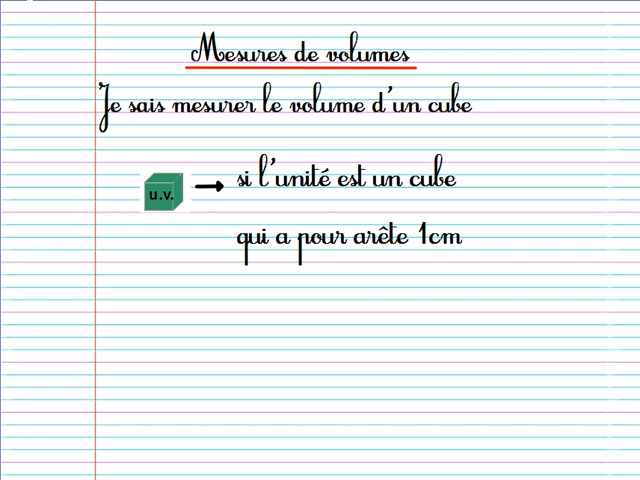 Mesures de volumes
Je sais mesurer le volume d'un cube
u.v. → si l'unité est un cube
qui a pour arête 1cm